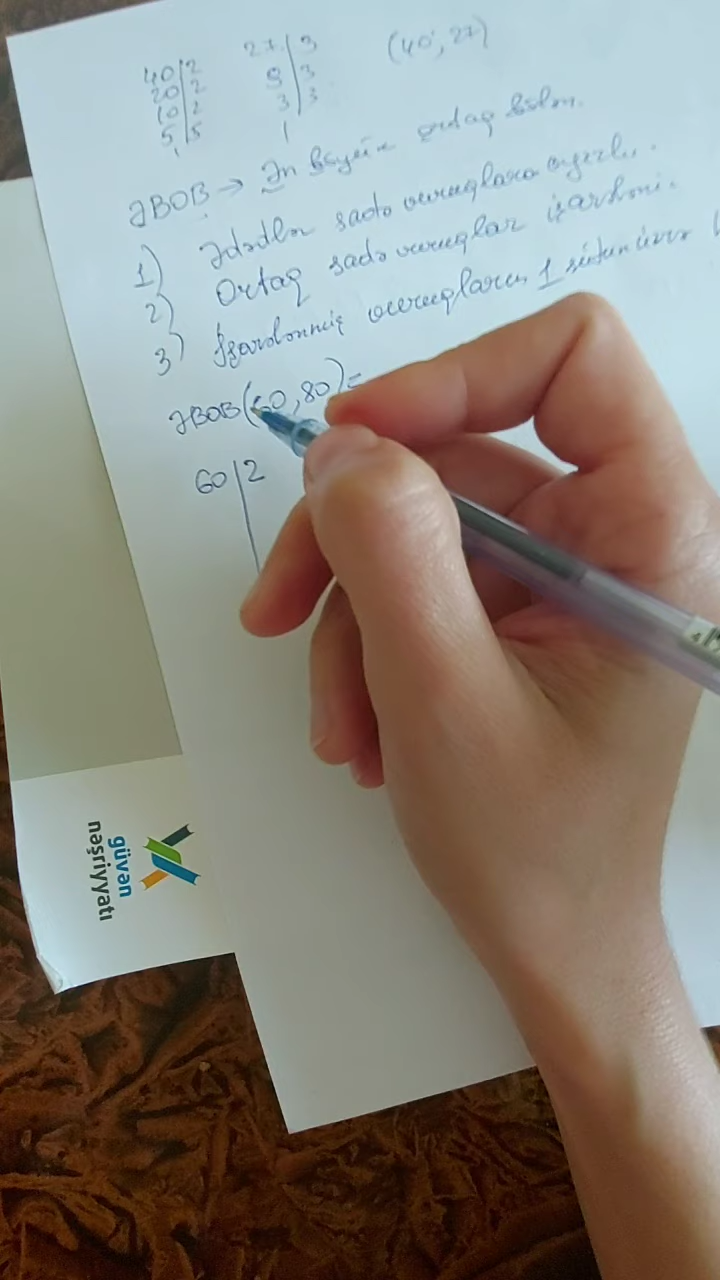 40|2 27|3 (40, 27)
20|2 9|3
10|2 3|3
5|5 1
1
ƏBOB → Ən böyük ortaq bölən.
1) Ədədlər sadə vuruqlara ayrılır.
2) Ortaq sadə vuruqlar işarələnir.
3) İşarələnmiş vuruqların 1 sütun üzrə
ƏBOB(60, 80)=
60|2
güvən
nəşriyyatı